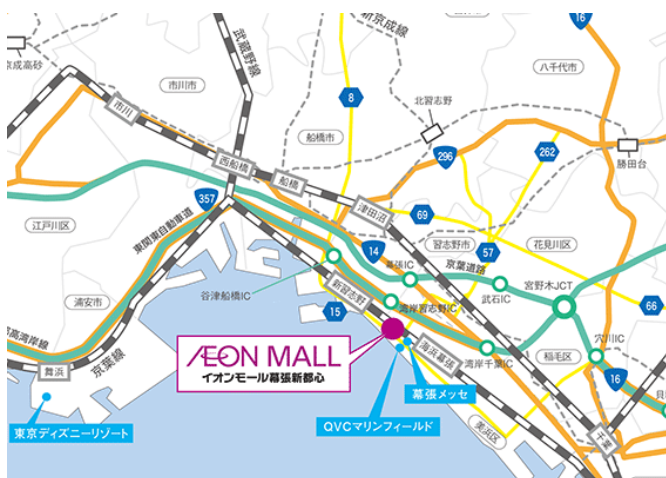 16
新京成線
武蔵野線
京成高砂
市川市
八千代市
8
北習志野
市川
船橋市
296
262
勝田台
西船橋
船橋
357
津田沼
69
江戸川区
東関東自動車道
14
習志野市
57
花見川区
幕張IC
京葉道路
宮野木JCT
浦安市
谷津船橋IC
新習志野
湾岸習志野IC
武石IC
66
15
穴川IC
高湾岸線
京葉線
AEON MALL
イオンモール幕張新都心
海浜幕張
湾岸千葉IC
稲毛区
舞浜
16
幕張メッセ
東京ディズニーリゾート
QVCマリンフィールド
美浜区
千葉